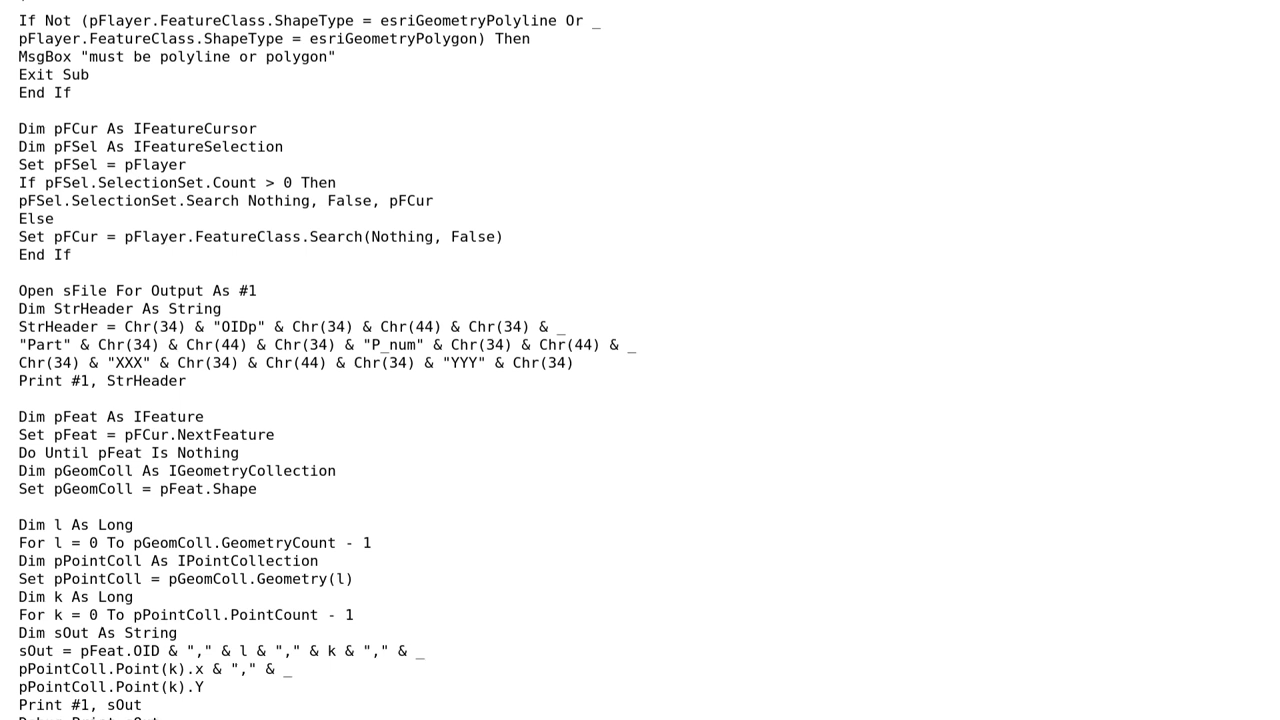 If Not (pFlayer.FeatureClass.ShapeType = esriGeometryPolyline Or _
pFlayer.FeatureClass.ShapeType = esriGeometryPolygon) Then
MsgBox "must be polyline or polygon"
Exit Sub
End If

Dim pFCur As IFeatureCursor
Dim pFSel As IFeatureSelection
Set pFSel = pFlayer
If pFSel.SelectionSet.Count > 0 Then
pFSel.SelectionSet.Search Nothing, False, pFCur
Else
Set pFCur = pFlayer.FeatureClass.Search(Nothing, False)
End If

Open sFile For Output As #1
Dim StrHeader As String
StrHeader = Chr(34) & "OIDp" & Chr(34) & Chr(44) & Chr(34) & _
"Part" & Chr(34) & Chr(44) & Chr(34) & "P_num" & Chr(34) & Chr(44) & _
Chr(34) & "XXX" & Chr(34) & Chr(44) & Chr(34) & "YYY" & Chr(34)
Print #1, StrHeader

Dim pFeat As IFeature
Set pFeat = pFCur.NextFeature
Do Until pFeat Is Nothing
Dim pGeomColl As IGeometryCollection
Set pGeomColl = pFeat.Shape

Dim l As Long
For l = 0 To pGeomColl.GeometryCount - 1
Dim pPointColl As IPointCollection
Set pPointColl = pGeomColl.Geometry(l)
Dim k As Long
For k = 0 To pPointColl.PointCount - 1
Dim sOut As String
sOut = pFeat.OID & "," & l & "," & k & "," & _
pPointColl.Point(k).x & "," & _
pPointColl.Point(k).Y
Print #1, sOut